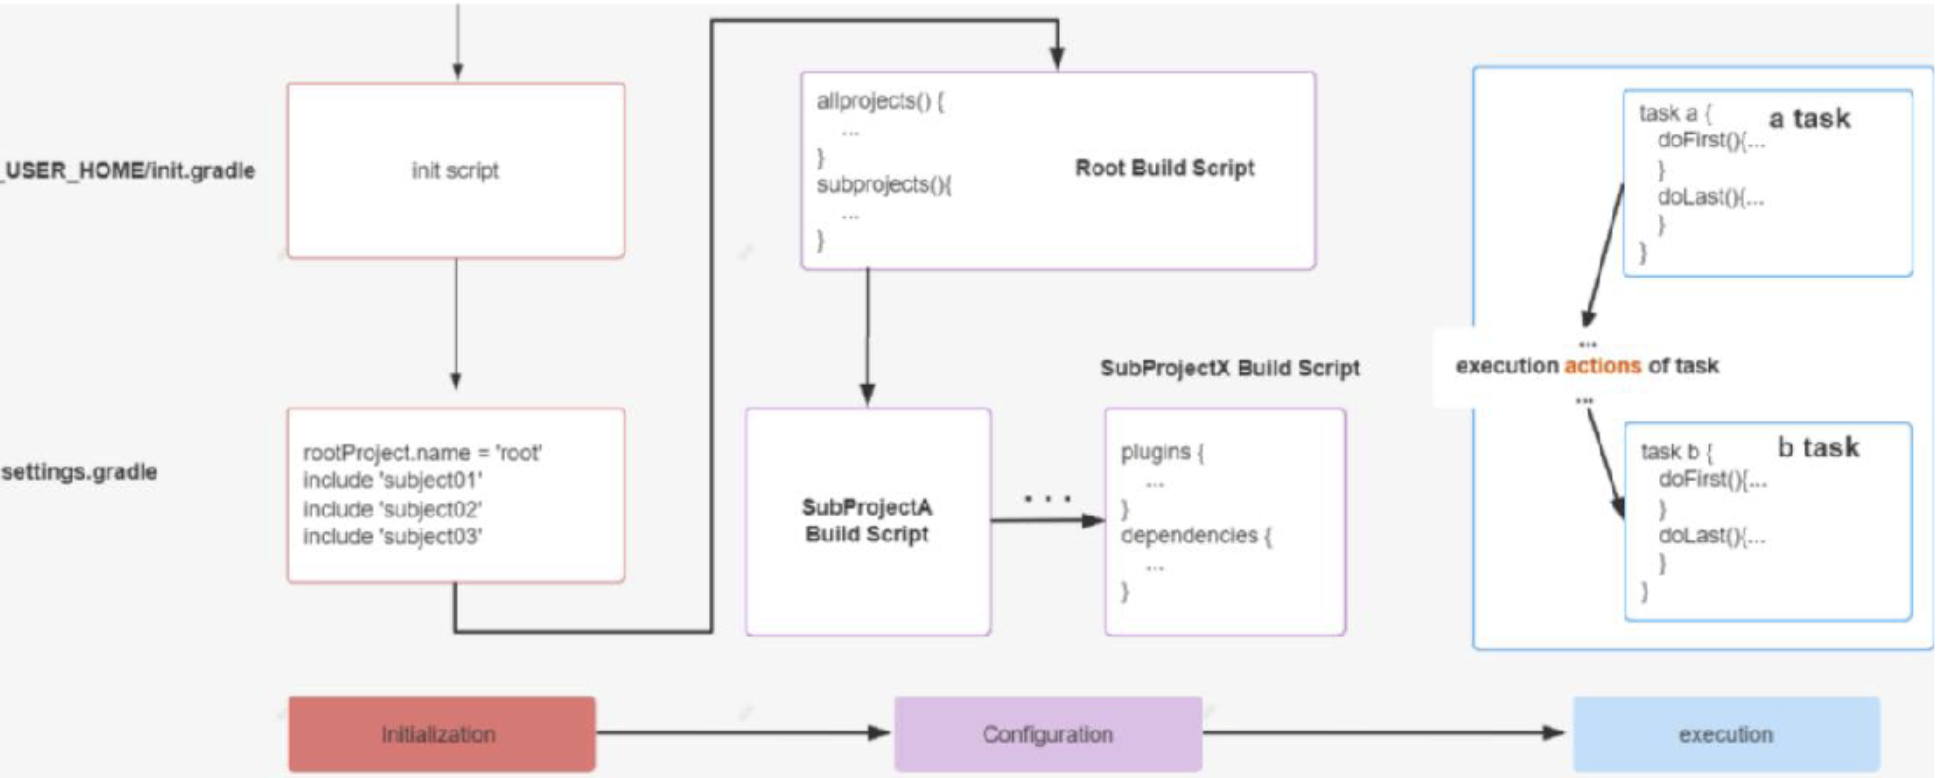 _USER_HOME/init.gradle
init script
settings.gradle
rootProject.name = 'root'
include 'subject01'
include 'subject02'
include 'subject03'
allprojects() {
...
}
subprojects(){
...
}
Root Build Script
SubProjectA
Build Script
...
SubProjectX Build Script
plugins {
...
}
dependencies {
...
}
task a {
doFirst(){...
}
doLast(){...
}
}
a task
...
execution actions of task
...
task b {
doFirst(){...
}
doLast(){...
}
}
b task
Initialization
Configuration
execution